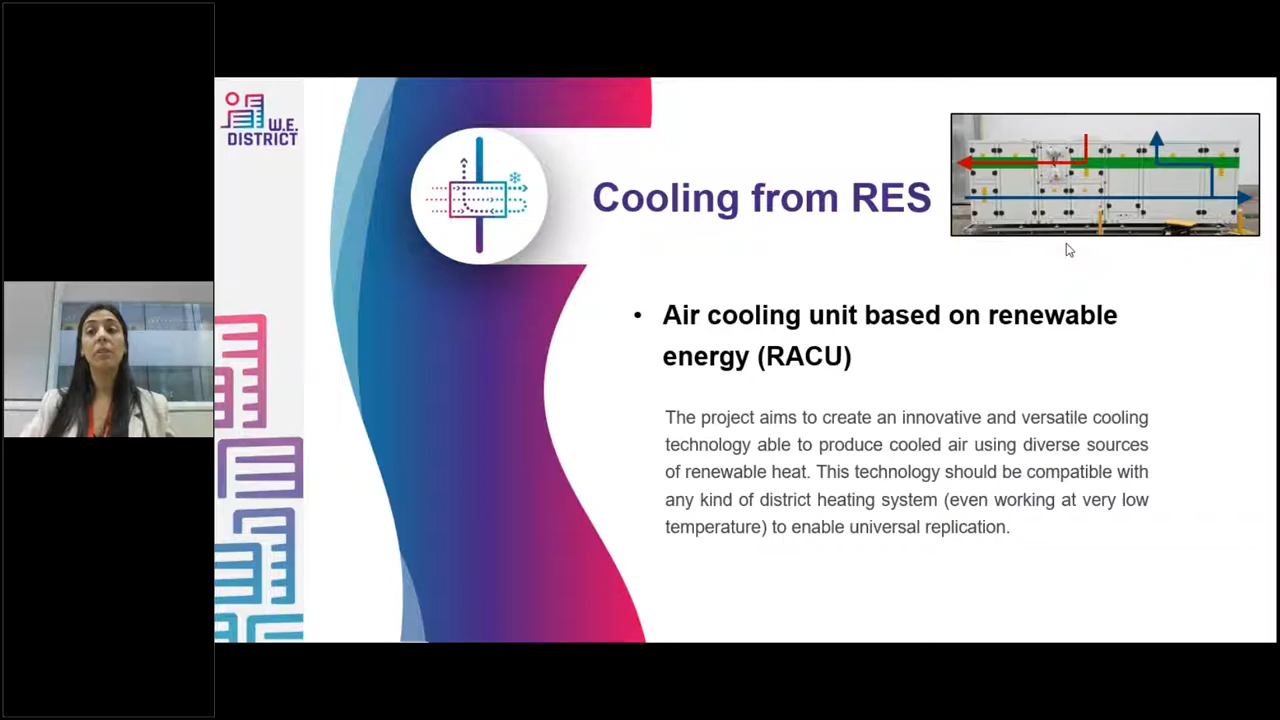 W.E.
DISTRICT
Cooling from RES
• Air cooling unit based on renewable
energy (RACU)
The project aims to create an innovative and versatile cooling
technology able to produce cooled air using diverse sources
of renewable heat. This technology should be compatible with
any kind of district heating system (even working at very low
temperature) to enable universal replication.